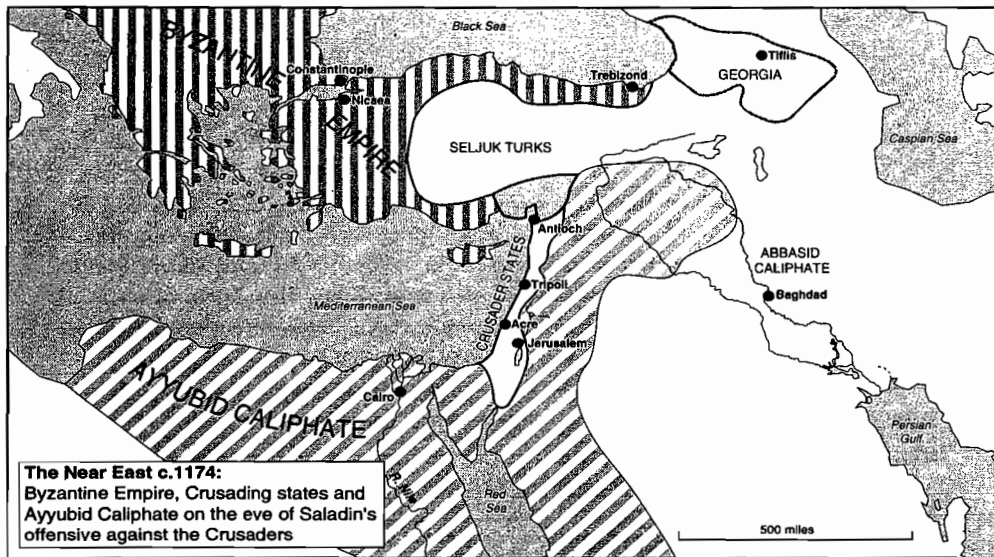 Black Sea
BYZANTINE
EMPIRE
Constantinople
Nicaea
Trebizond
Tiflis
GEORGIA
Caspian Sea
SELJUK TURKS
Antioch
CRUSADER STATES
Tripoli
Mediterranean Sea
ABBASID
CALIPHATE
Baghdad
Acre
Jerusalem
AYYUBID CALIPHATE
Cairo
R. Nile
Red
Sea
Persian
Gulf
The Near East c.1174:
Byzantine Empire, Crusading states and
Ayyubid Caliphate on the eve of Saladin's
offensive against the Crusaders
500 miles